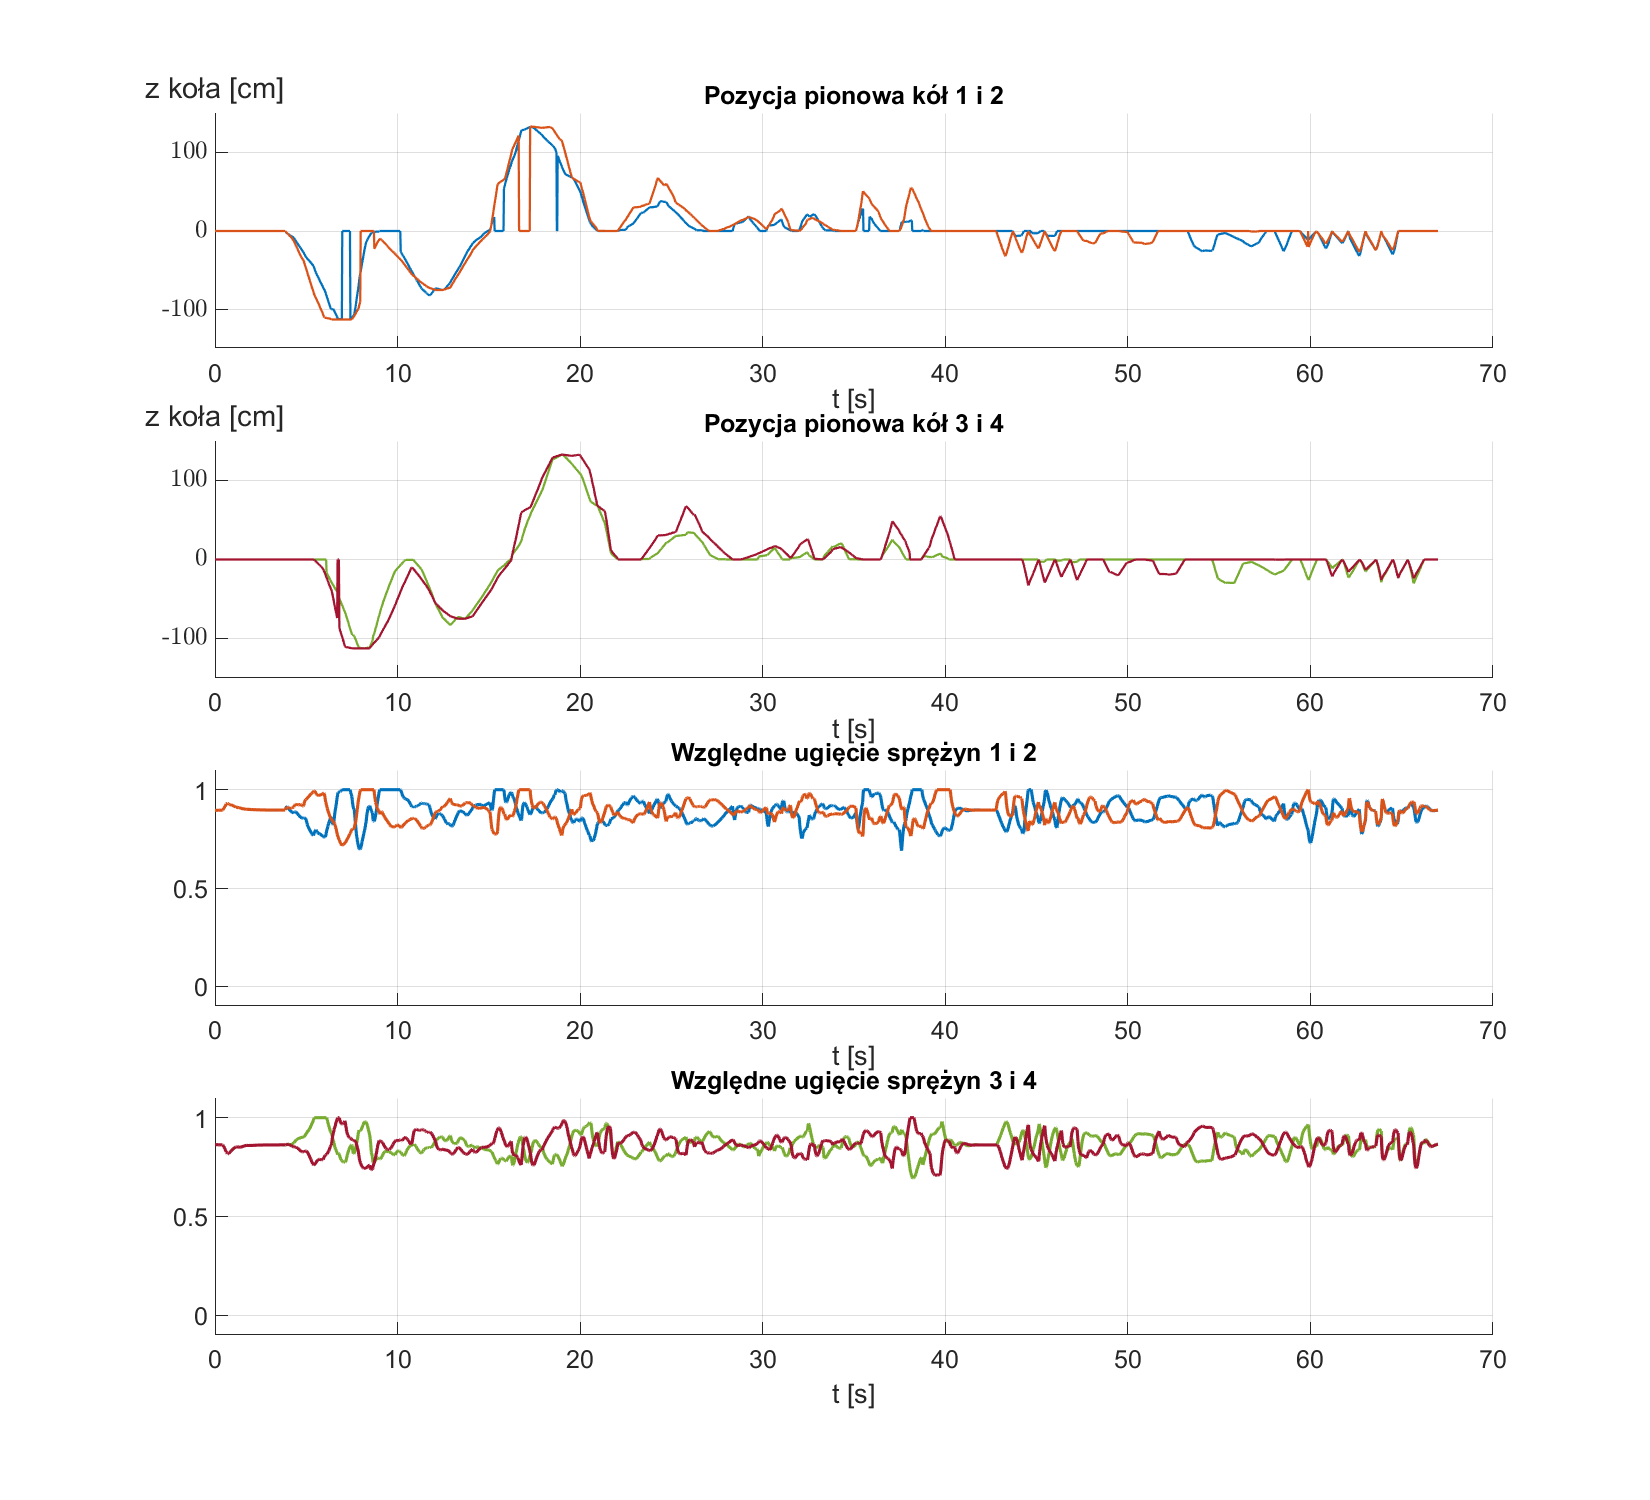 z koła [cm]
Pozycja pionowa kół 1 i 2
100
0
-100
0 10 20 30 40 50 60 70
t [s]
z koła [cm]
Pozycja pionowa kół 3 i 4
100
0
-100
0 10 20 30 40 50 60 70
t [s]
Względne ugięcie sprężyn 1 i 2
1
0.5
0
0 10 20 30 40 50 60 70
t [s]
Względne ugięcie sprężyn 3 i 4
1
0.5
0
0 10 20 30 40 50 60 70
t [s]